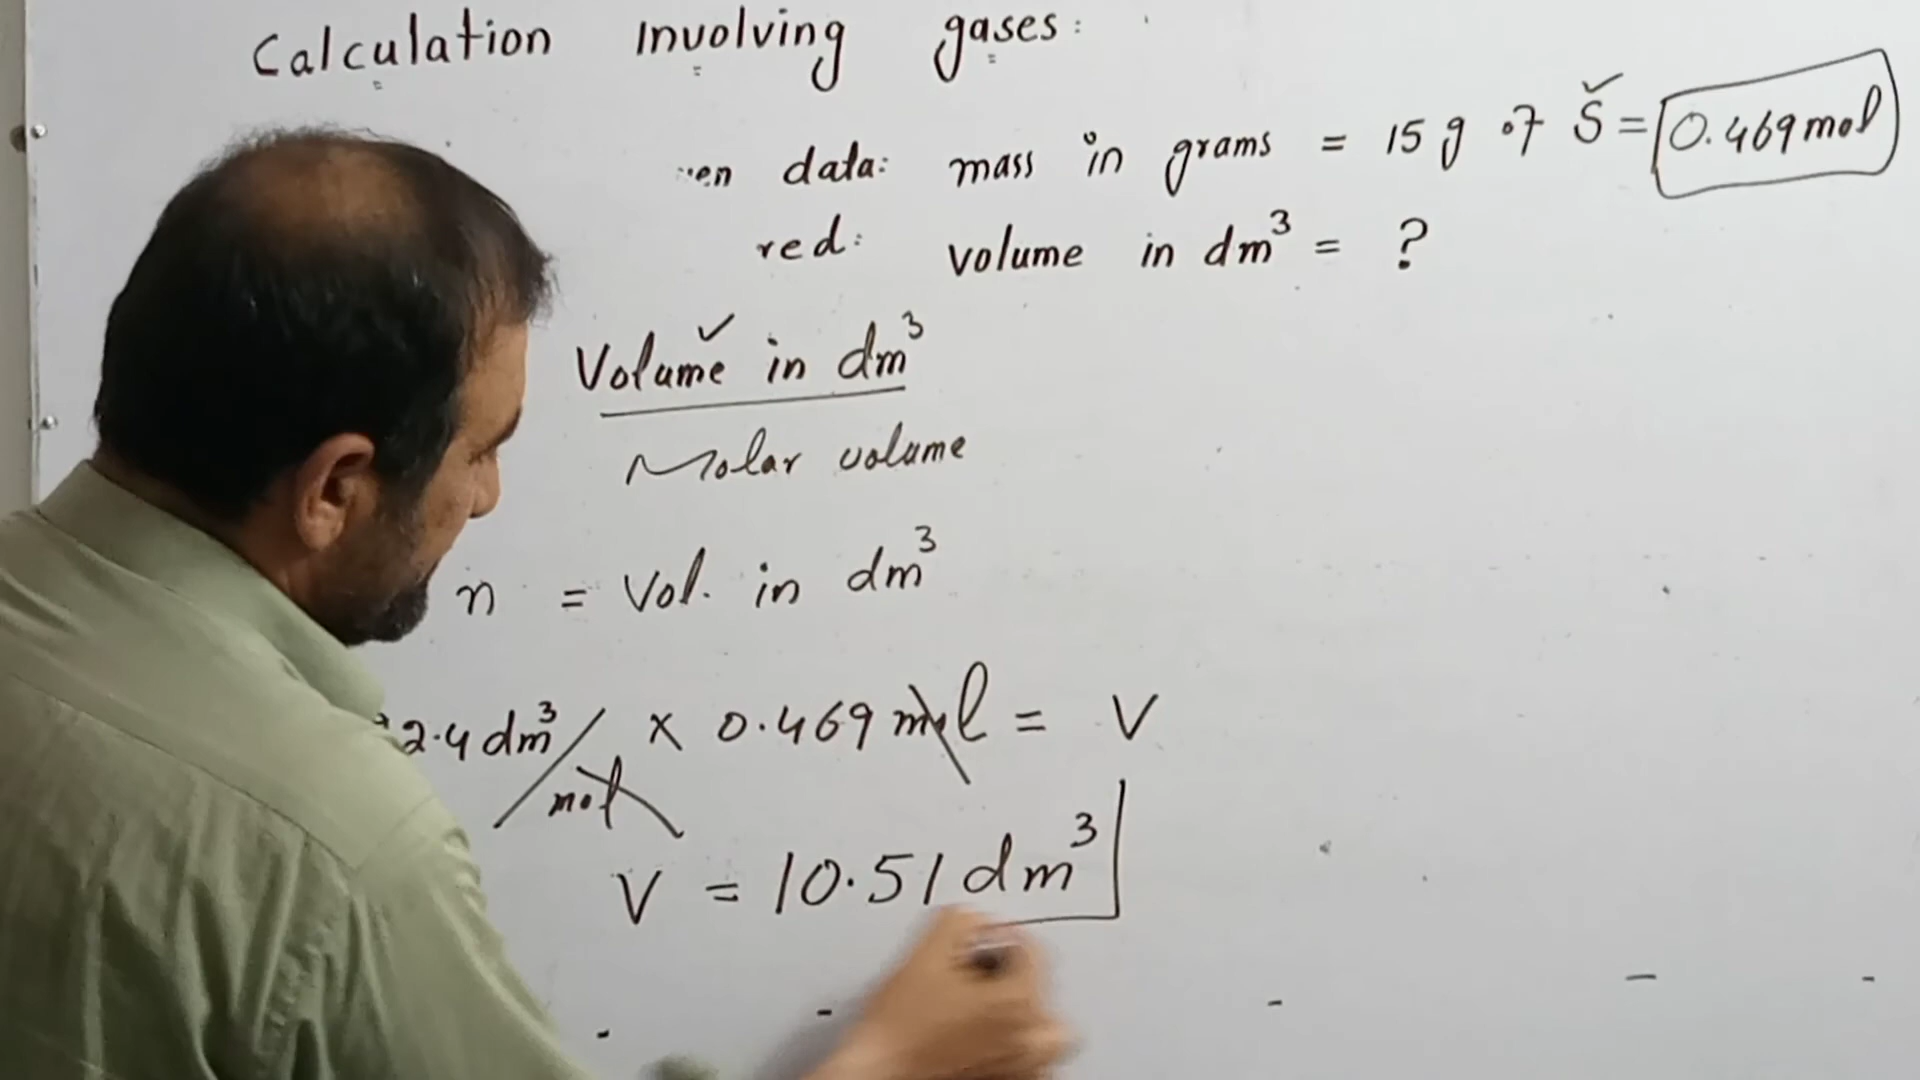 Calculation Involving gases:
data: mass in grams = 15 g of S = 0.469 mol
volume in dm³ = ?
Volume in dm³
Molar volume
n = Vol. in dm³
2.4 dm³/mol x 0.469 mol = V
V = 10.51 dm³